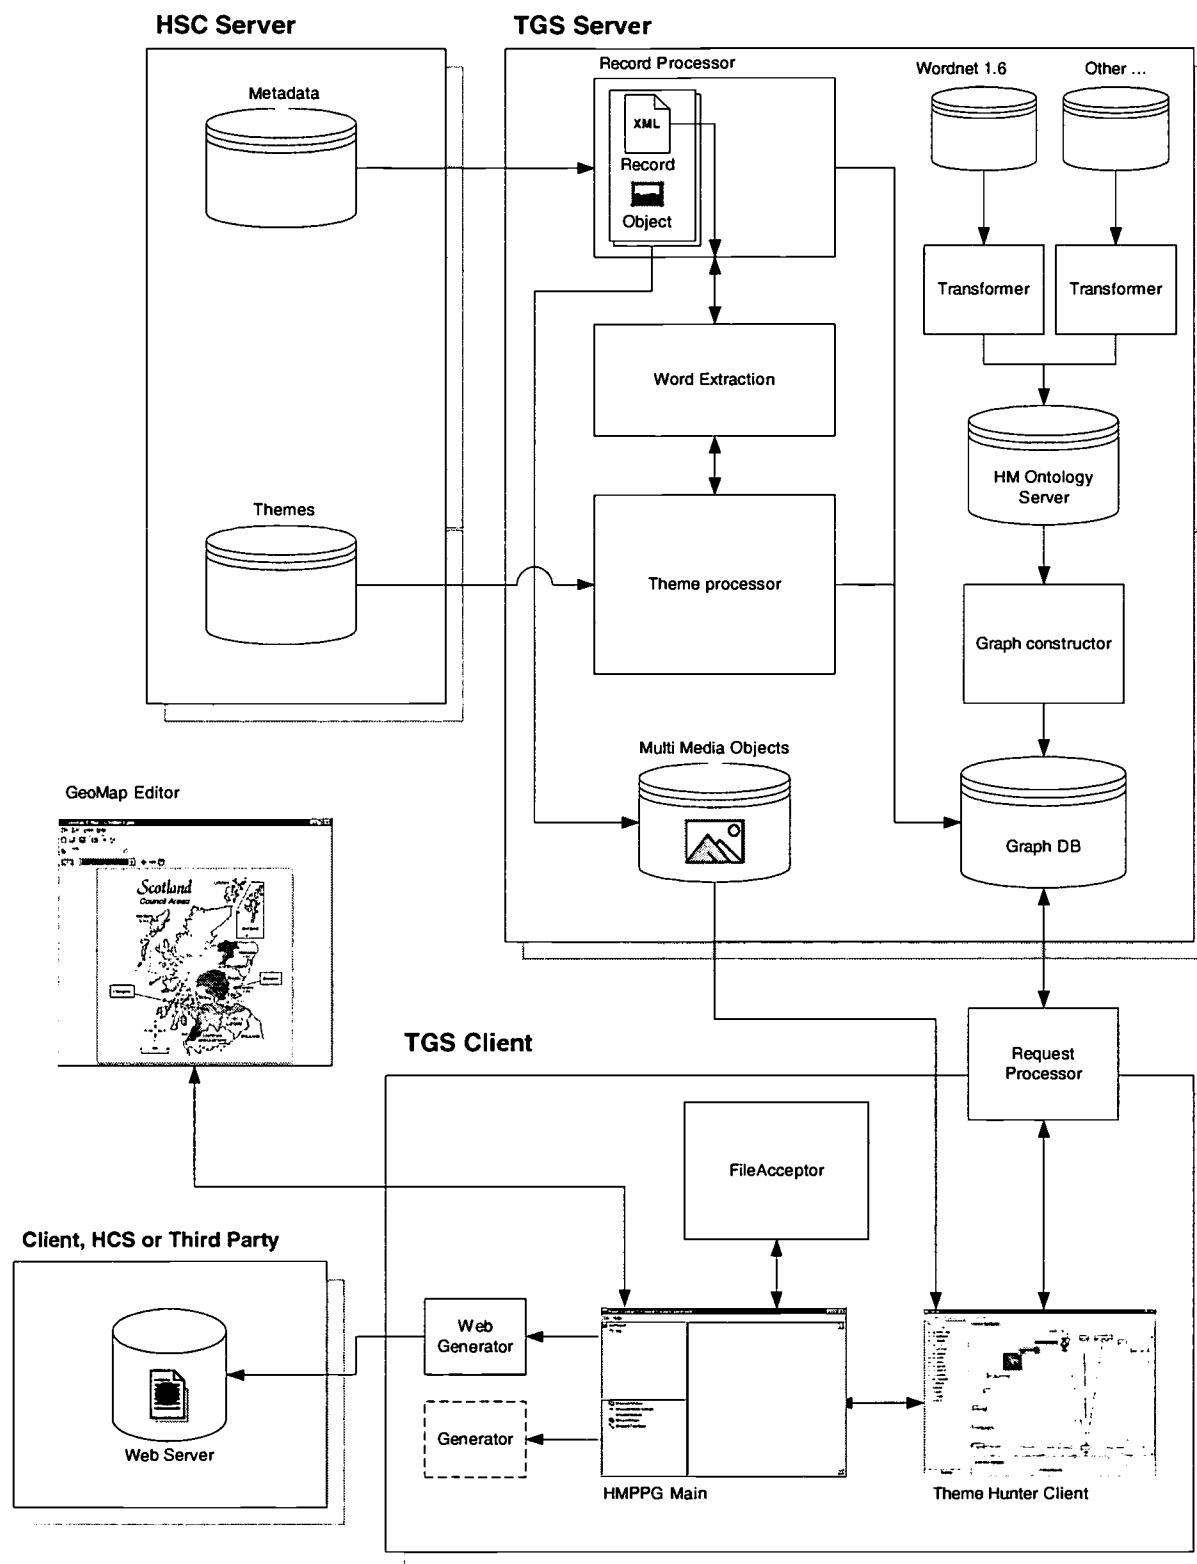 HSC Server
TGS Server
Record Processor
Wordnet 1.6
Other ...
Metadata
XML
Record
Object
Transformer
Transformer
Word Extraction
HM Ontology
Server
Themes
Theme processor
Graph constructor
Multi Media Objects
GeoMap Editor
Graph DB
Scotland
Council Areas
TGS Client
Request
Processor
FileAcceptor
Client, HCS or Third Party
Web
Generator
Generator
Web Server
HMPPG Main
Theme Hunter Client